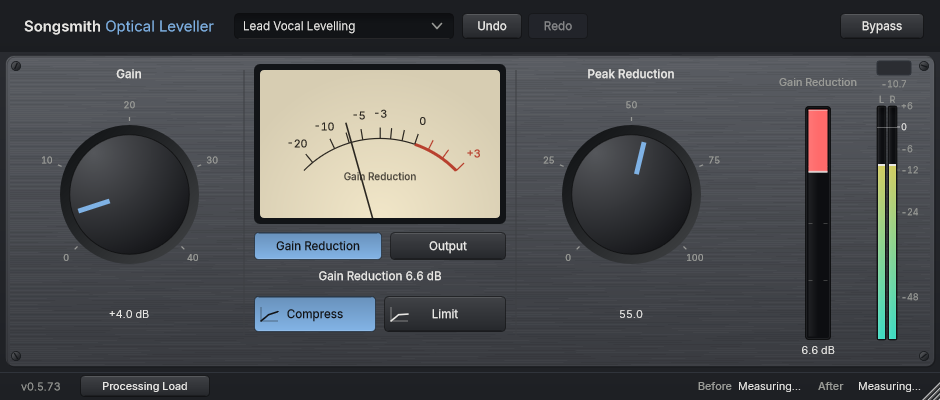 Songsmith Optical Leveller
Lead Vocal Levelling
Undo
Redo
Bypass
Gain
20
10
30
0
40
+4.0 dB
-20
-10
-5
-3
0
+3
Gain Reduction
Gain Reduction
Output
Gain Reduction 6.6 dB
Compress
Limit
Peak Reduction
50
25
75
0
100
55.0
Gain Reduction
6.6 dB
-10.7
L R
+6
0
-6
-12
-24
-48
v0.5.73
Processing Load
Before Measuring...
After Measuring...